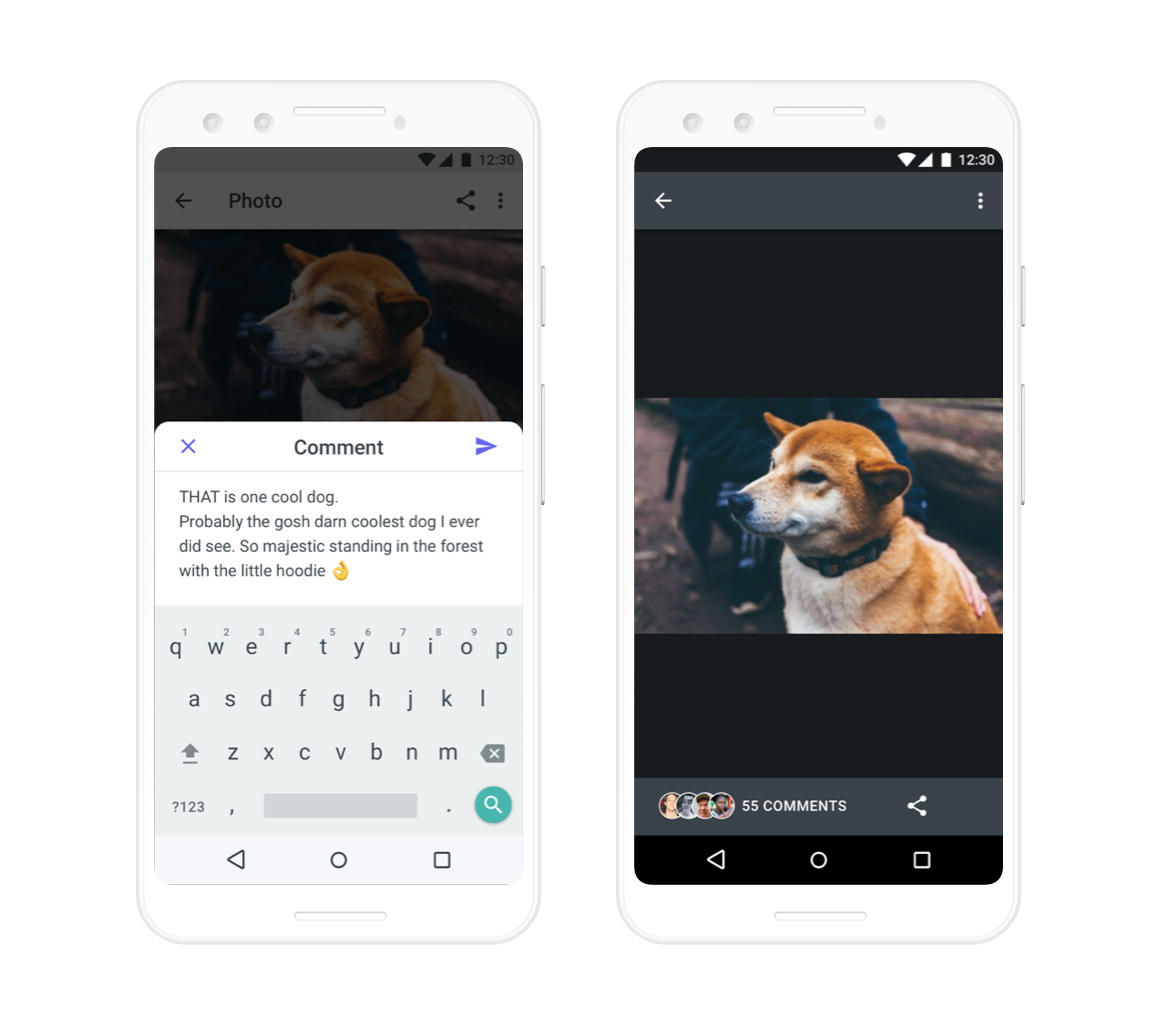 12:30
Photo
Comment
THAT is one cool dog.
Probably the gosh darn coolest dog I ever
did see. So majestic standing in the forest
with the little hoodie 👌
1 2 3 4 5 6 7 8 9 0
q w e r t y u i o p
a s d f g h j k l
z x c v b n m
?123 , .
12:30
55 COMMENTS